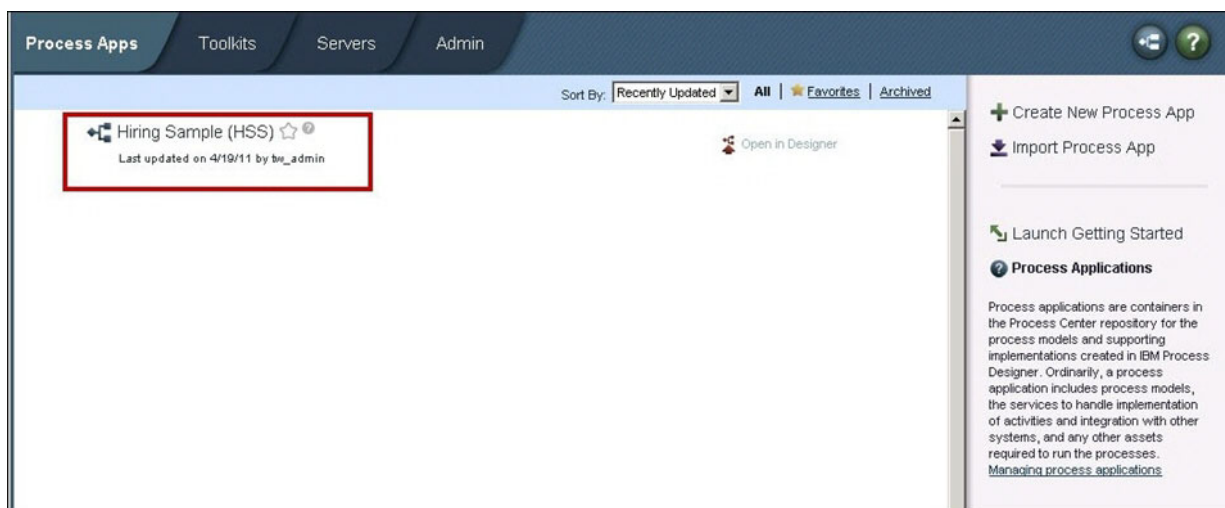 Process Apps Toolkits Servers Admin
Sort By: Recently Updated All | Favorites | Archived
Hiring Sample (HSS)
Last updated on 4/19/11 by tw_admin
Open in Designer
Create New Process App
Import Process App
Launch Getting Started
Process Applications
Process applications are containers in
the Process Center repository for the
process models and supporting
implementations created in IBM Process
Designer. Ordinarily, a process
application includes process models,
the services to handle implementation
of activities and integration with other
systems, and any other assets
required to run the processes.
Managing process applications